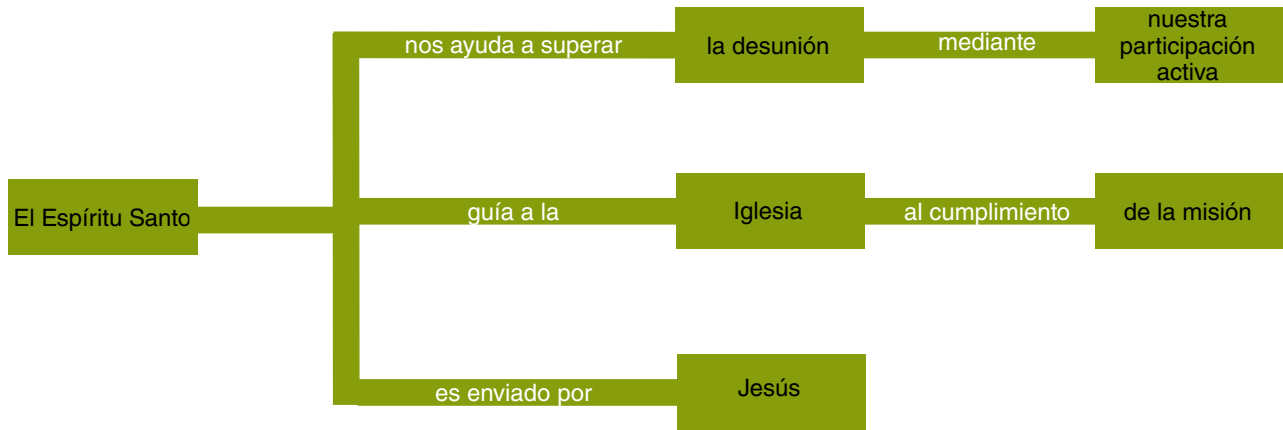 nos ayuda a superar
la desunión
mediante
nuestra
participación
activa
El Espíritu Santo
guía a la
Iglesia
al cumplimiento
de la misión
es enviado por
Jesús